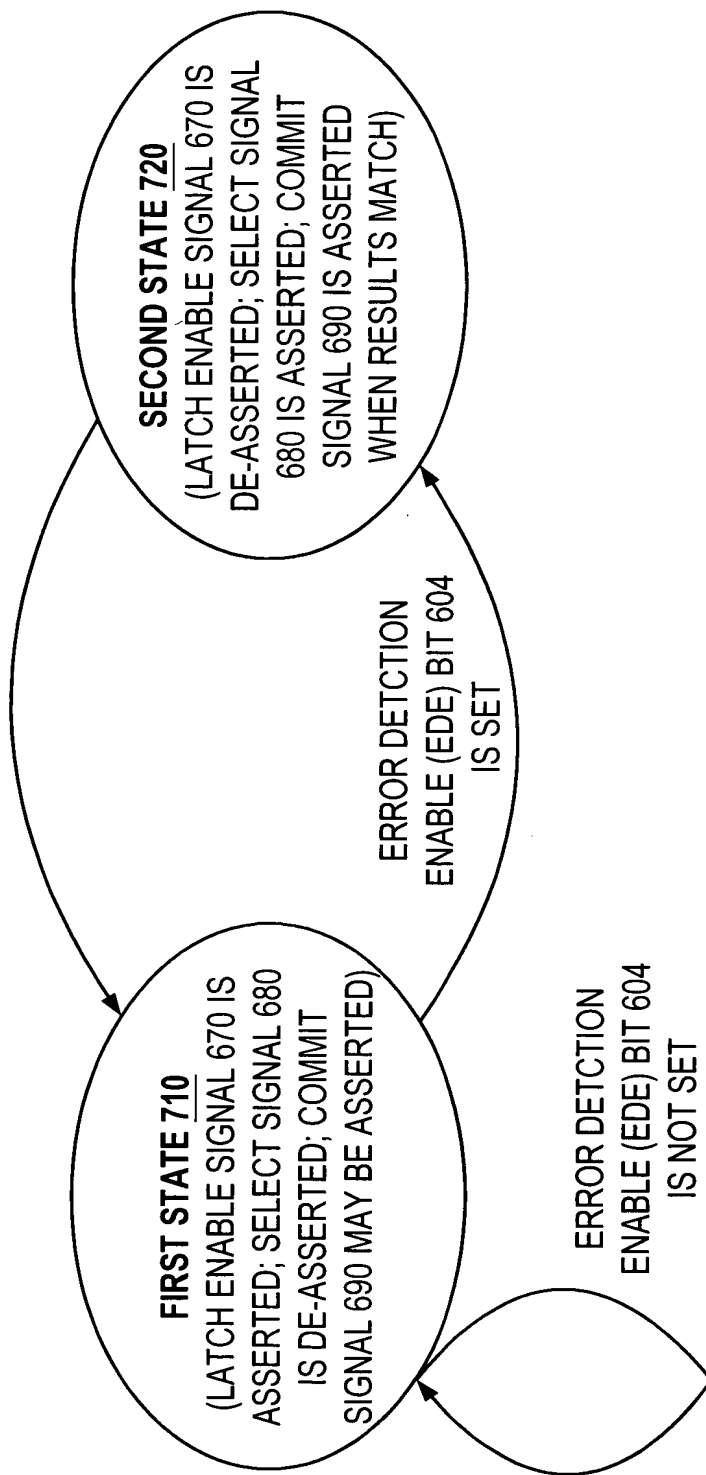 FIRST STATE 710
(LATCH ENABLE SIGNAL 670 IS
ASSERTED; SELECT SIGNAL 680
IS DE-ASSERTED; COMMIT
SIGNAL 690 MAY BE ASSERTED)
SECOND STATE 720
(LATCH ENABLE SIGNAL 670 IS
DE-ASSERTED; SELECT SIGNAL
680 IS ASSERTED; COMMIT
SIGNAL 690 IS ASSERTED
WHEN RESULTS MATCH)
ERROR DETCTION
ENABLE (EDE) BIT 604
IS SET
ERROR DETCTION
ENABLE (EDE) BIT 604
IS NOT SET